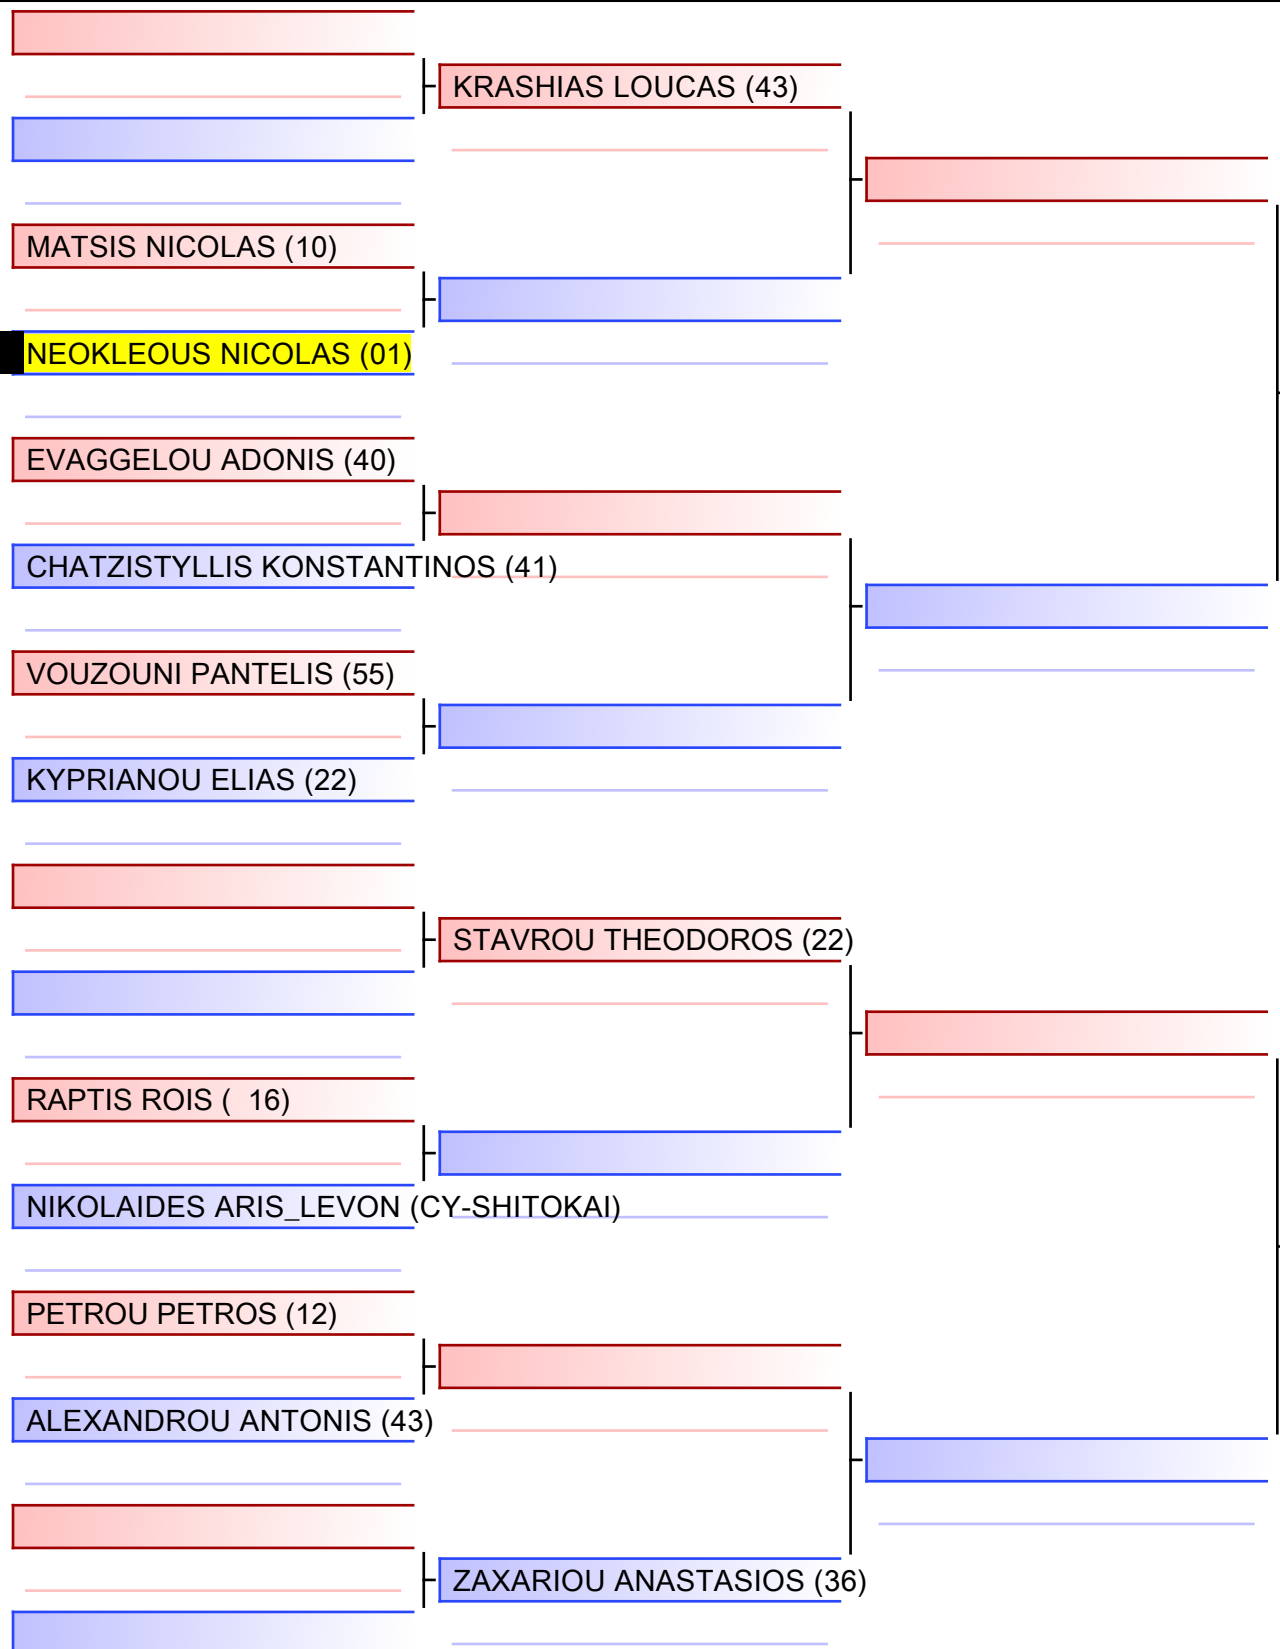 KRASHIAS LOUCAS (43)
MATSIS NICOLAS (10)
NEOKLEOUS NICOLAS (01)
EVAGGELOU ADONIS (40)
CHATZISTYLLIS KONSTANTINOS (41)
VOUZOUNI PANTELIS (55)
KYPRIANOU ELIAS (22)
STAVROU THEODOROS (22)
RAPTIS ROIS (  16)
NIKOLAIDES ARIS_LEVON (CY-SHITOKAI)
PETROU PETROS (12)
ALEXANDROU ANTONIS (43)
ZAXARIOU ANASTASIOS (36)